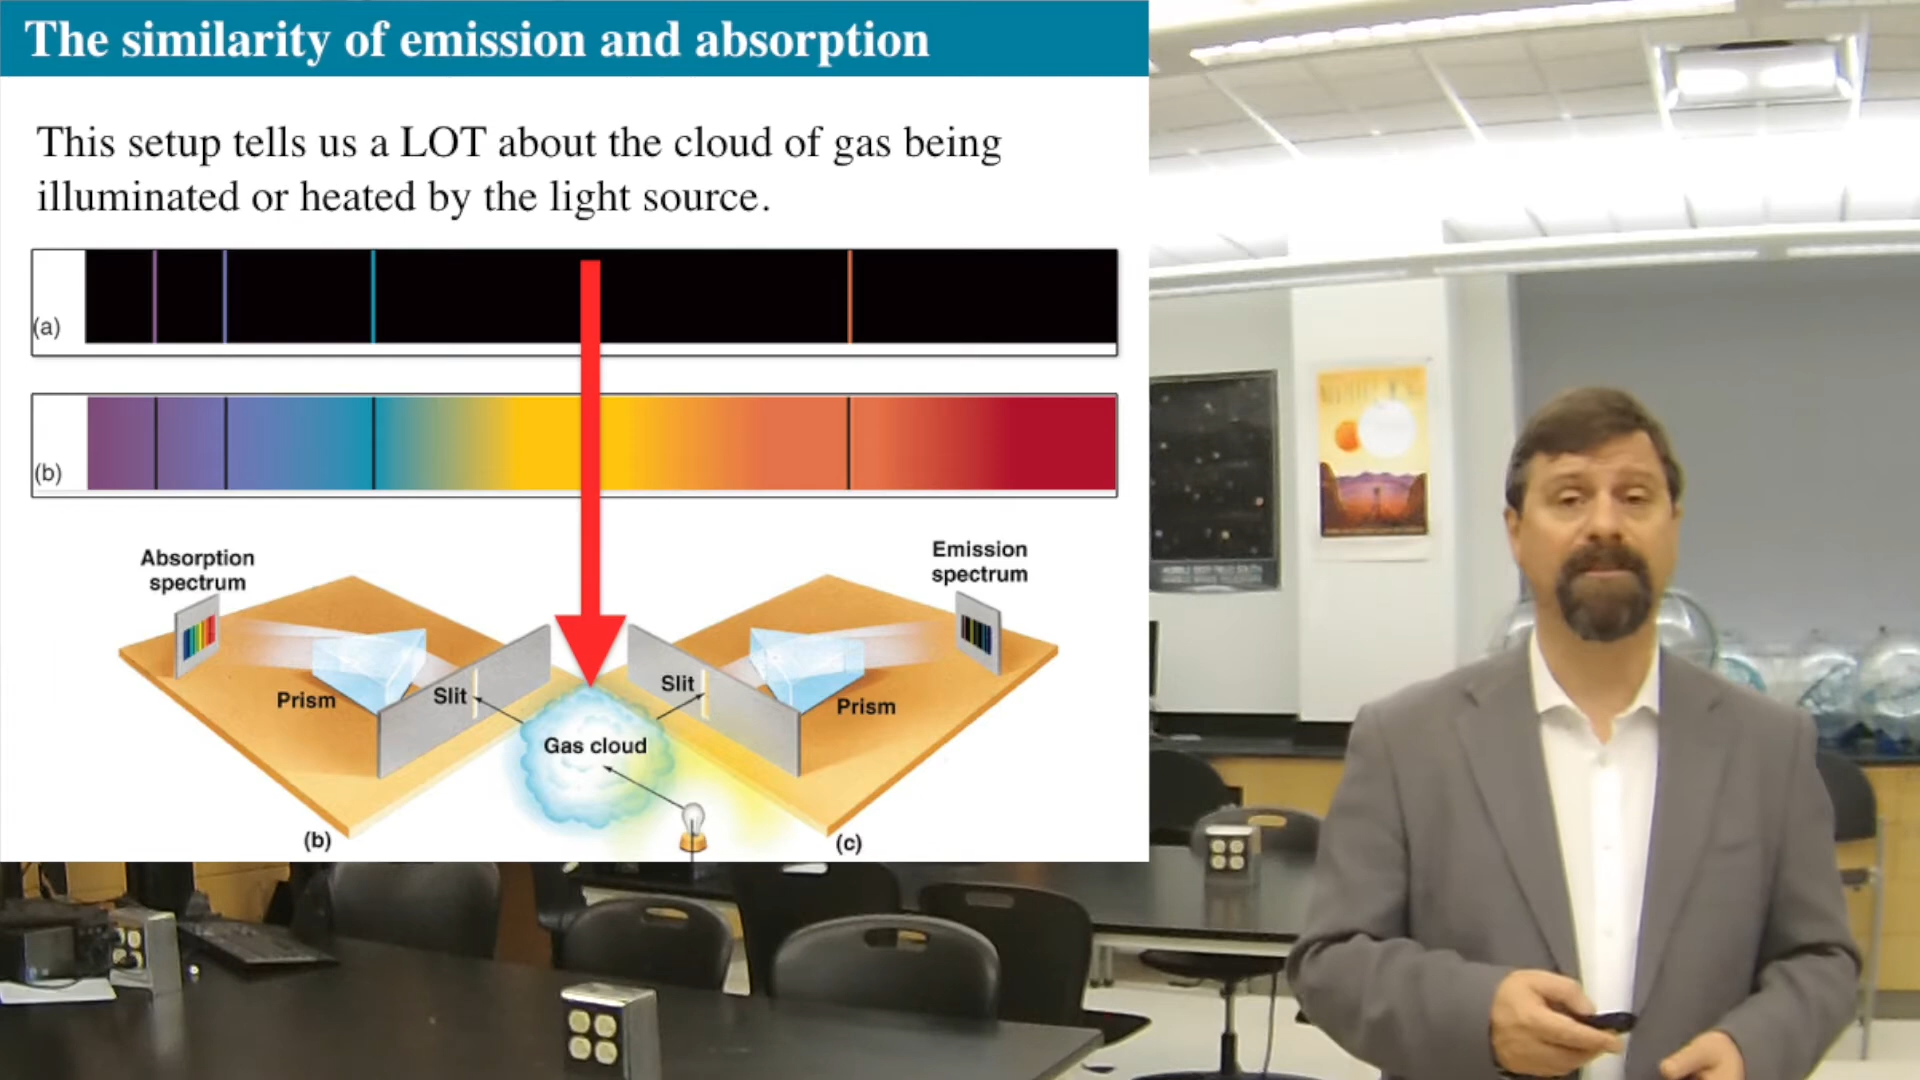 The similarity of emission and absorption
This setup tells us a LOT about the cloud of gas being
illuminated or heated by the light source.
(a)
(b)
Absorption
spectrum
Emission
spectrum
Prism
Slit
Slit
Prism
Gas cloud
(b)
(c)